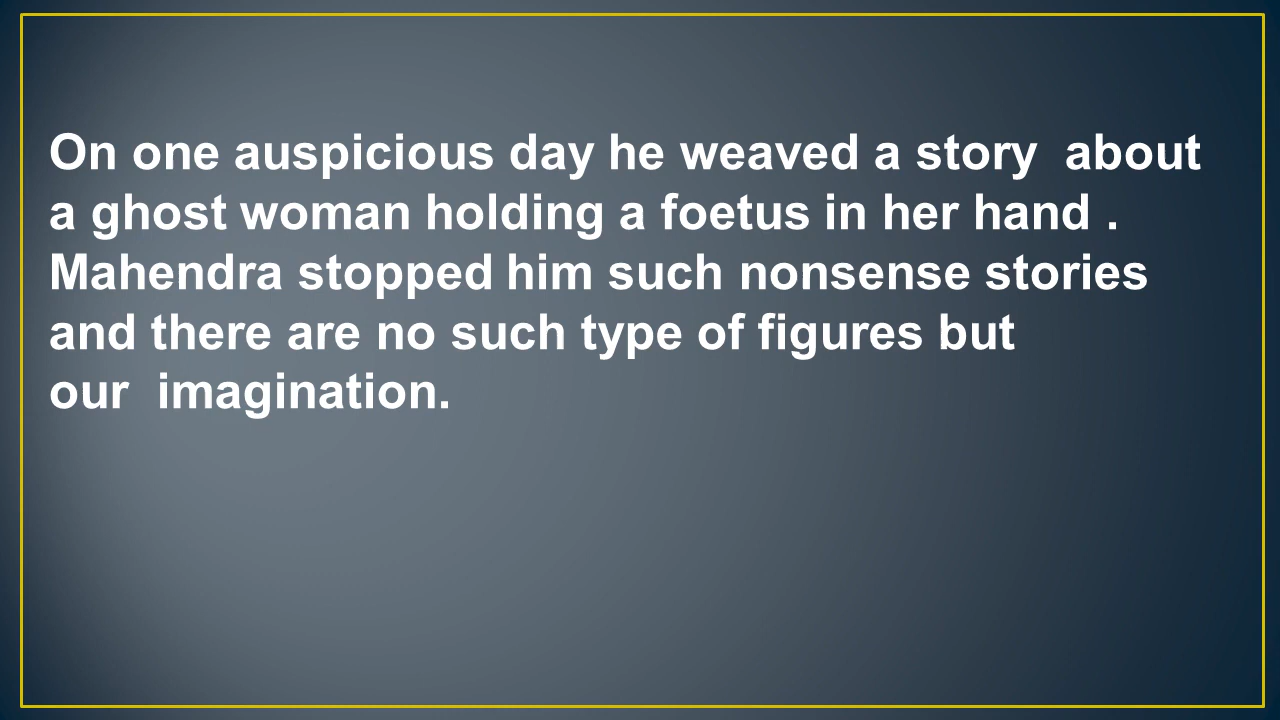 On one auspicious day he weaved a story  about
a ghost woman holding a foetus in her hand .
Mahendra stopped him such nonsense stories
and there are no such type of figures but
our  imagination.